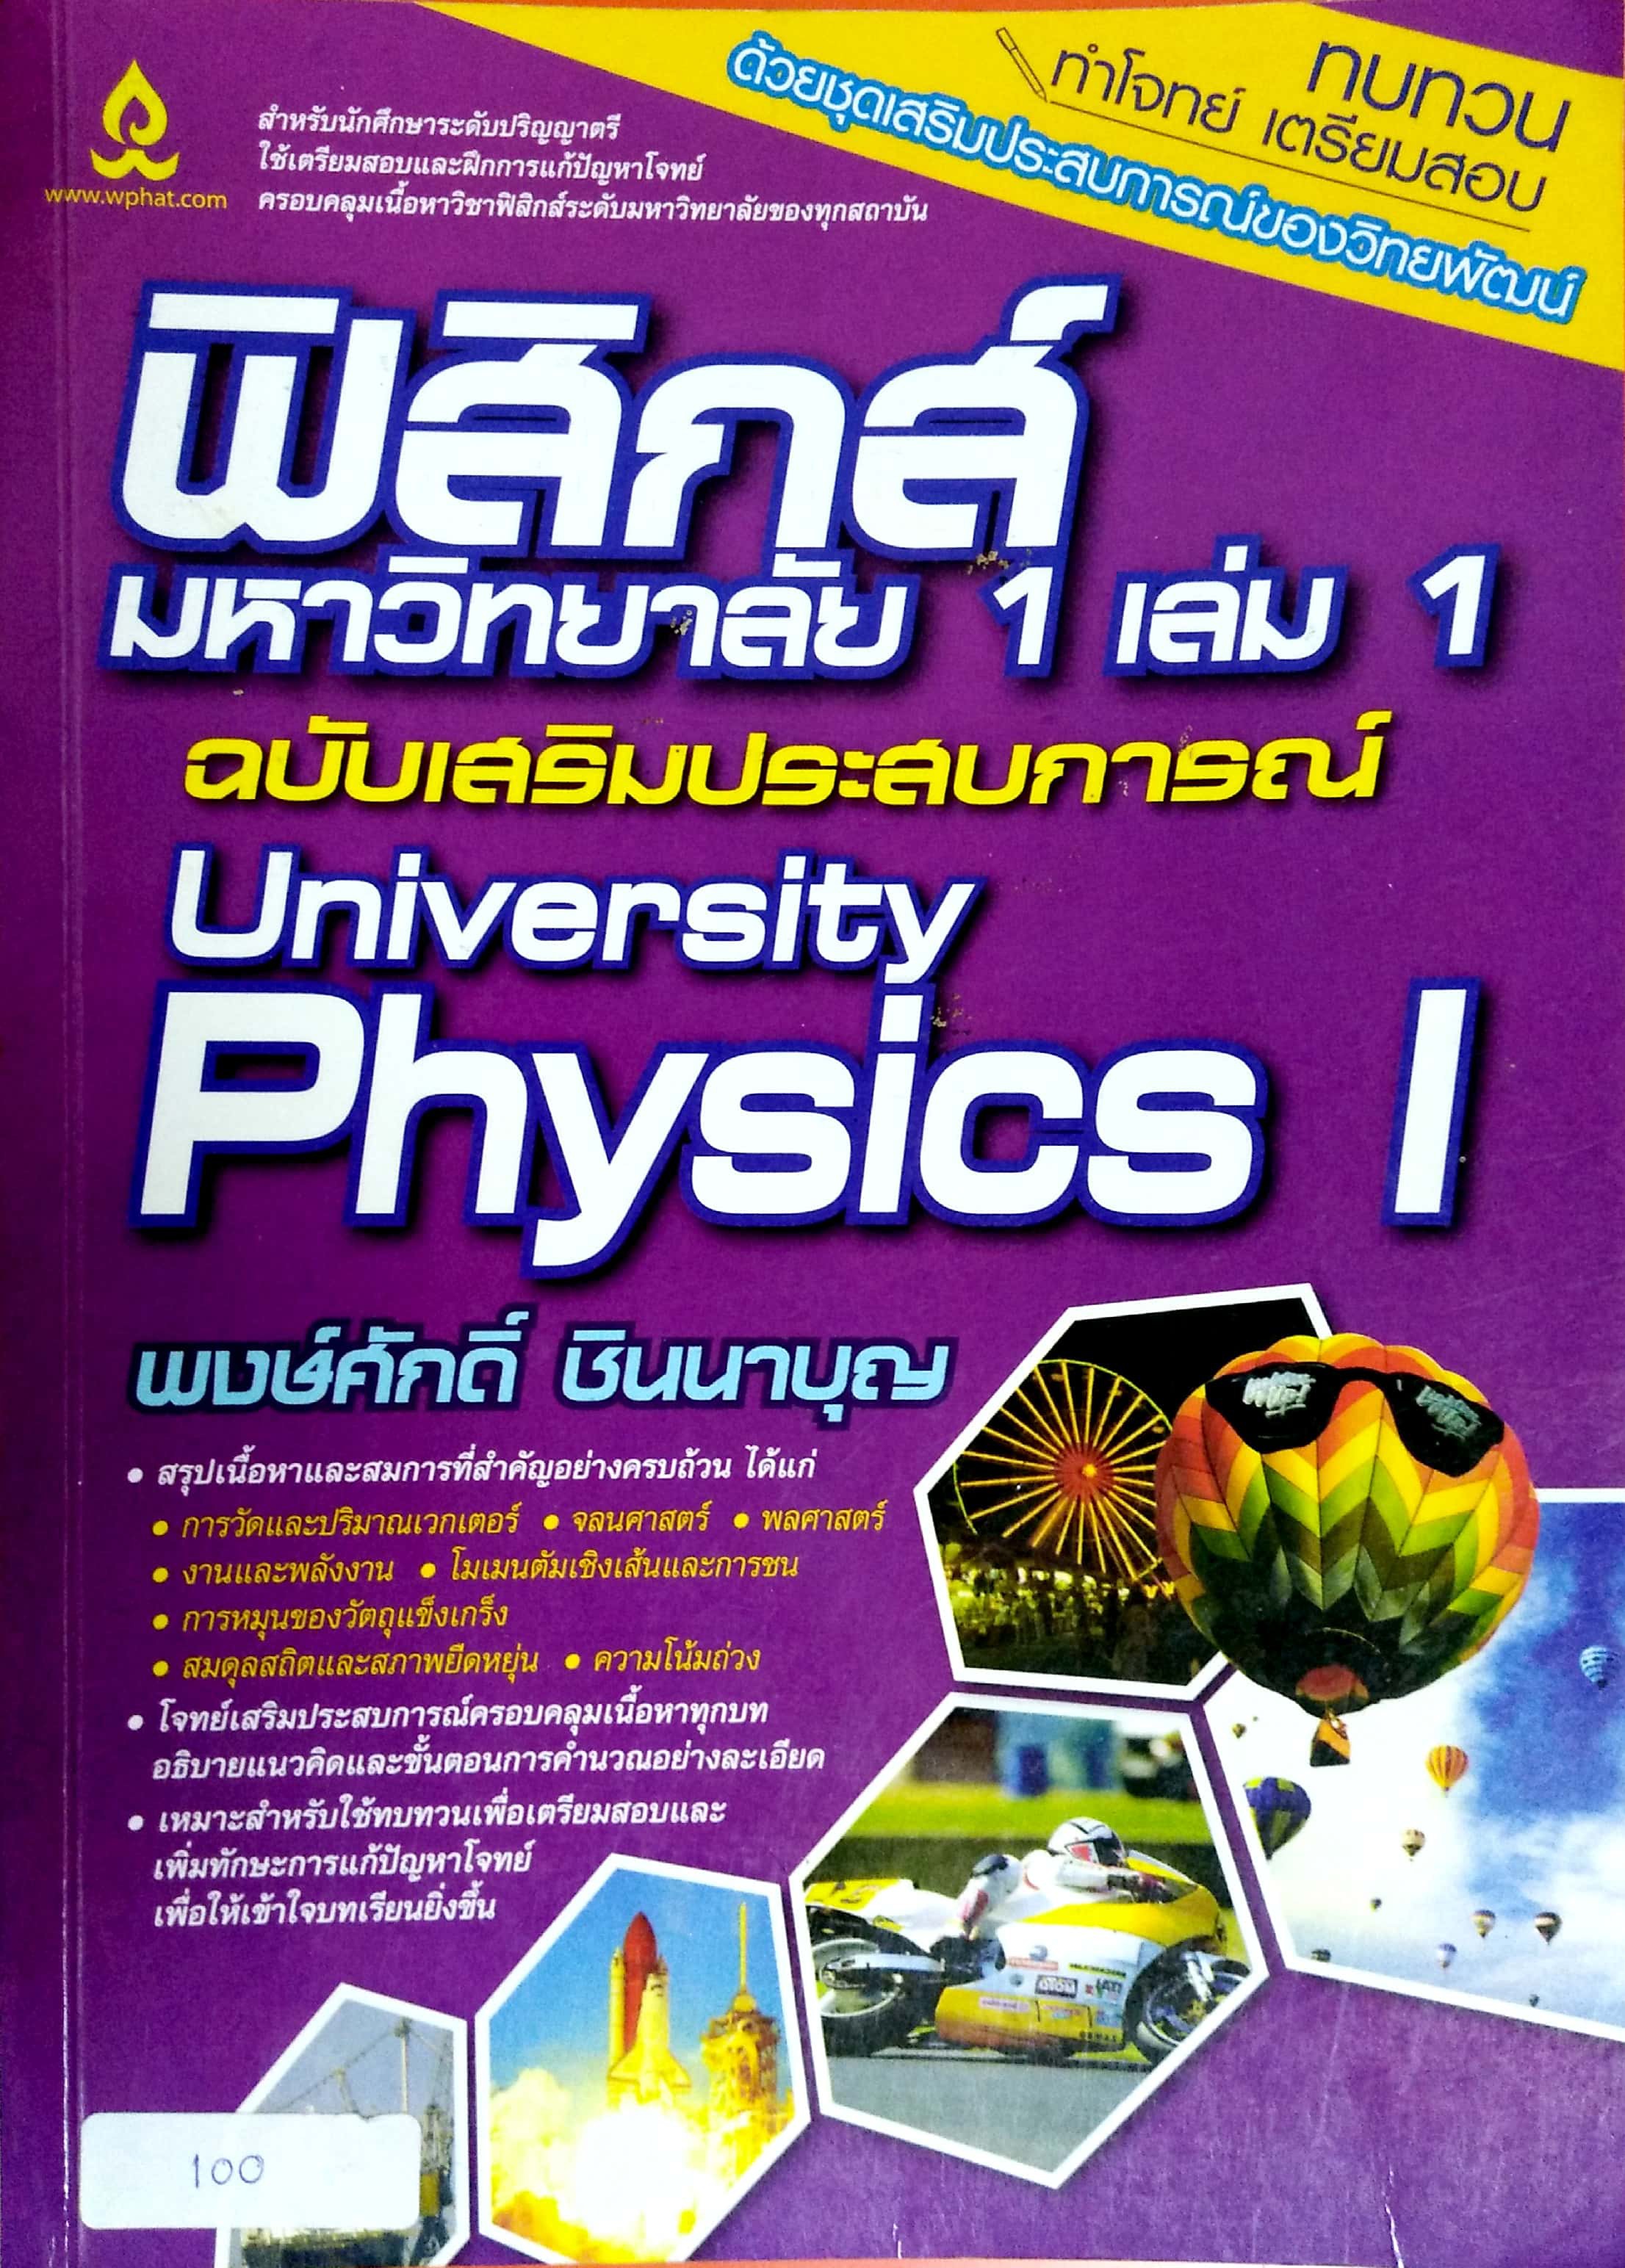 ทบทวน
ทำโจทย์ เตรียมสอบ
ด้วยชุดเสริมประสบการณ์ของวิทยพัฒน์
www.wphat.com
สำหรับนักศึกษาระดับปริญญาตรี
ใช้เตรียมสอบและฝึกการแก้ปัญหาโจทย์
ครอบคลุมเนื้อหาวิชาฟิสิกส์ระดับมหาวิทยาลัยของทุกสถาบัน
ฟิสิกส์
มหาวิทยาลัย 1 เล่ม 1
ฉบับเสริมประสบการณ์
University
Physics I
พงษ์ศักดิ์ ชินนาบุญ
• สรุปเนื้อหาและสมการที่สำคัญอย่างครบถ้วน ได้แก่
• การวัดและปริมาณเวกเตอร์ • จลนศาสตร์ • พลศาสตร์
• งานและพลังงาน • โมเมนตัมเชิงเส้นและการชน
• การหมุนของวัตถุแข็งเกร็ง
• สมดุลสถิตและสภาพยืดหยุ่น • ความโน้มถ่วง
• โจทย์เสริมประสบการณ์ครอบคลุมเนื้อหาทุกบท
อธิบายแนวคิดและขั้นตอนการคำนวณอย่างละเอียด
• เหมาะสำหรับใช้ทบทวนเพื่อเตรียมสอบและ
เพิ่มทักษะการแก้ปัญหาโจทย์
เพื่อให้เข้าใจบทเรียนยิ่งขึ้น
100